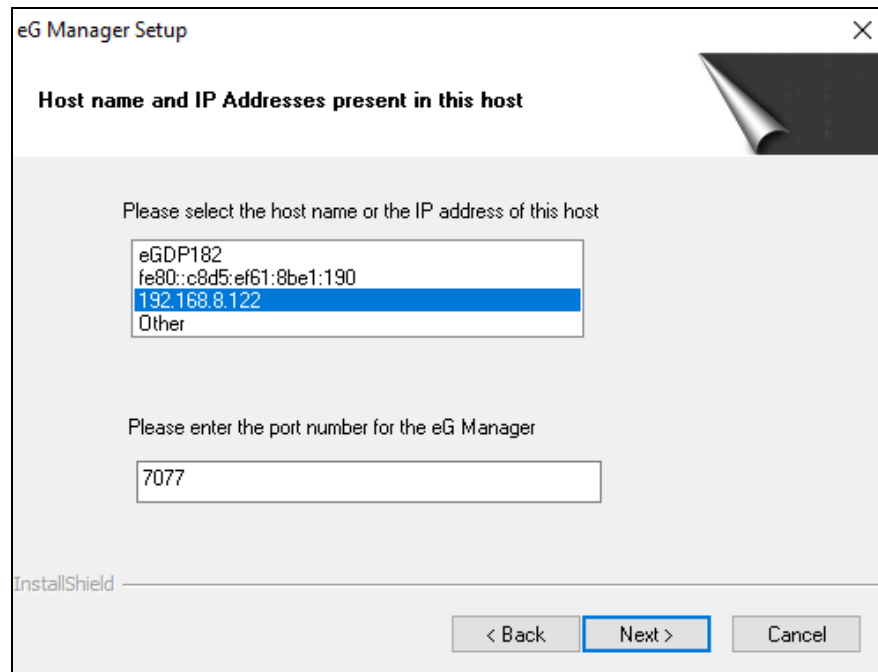 eG Manager Setup
Host name and IP Addresses present in this host
Please select the host name or the IP address of this host
eGDP182
fe80::c8d5:ef61:8be1:190
192.168.8.122
Other
Please enter the port number for the eG Manager
7077
InstallShield
< Back Next > Cancel